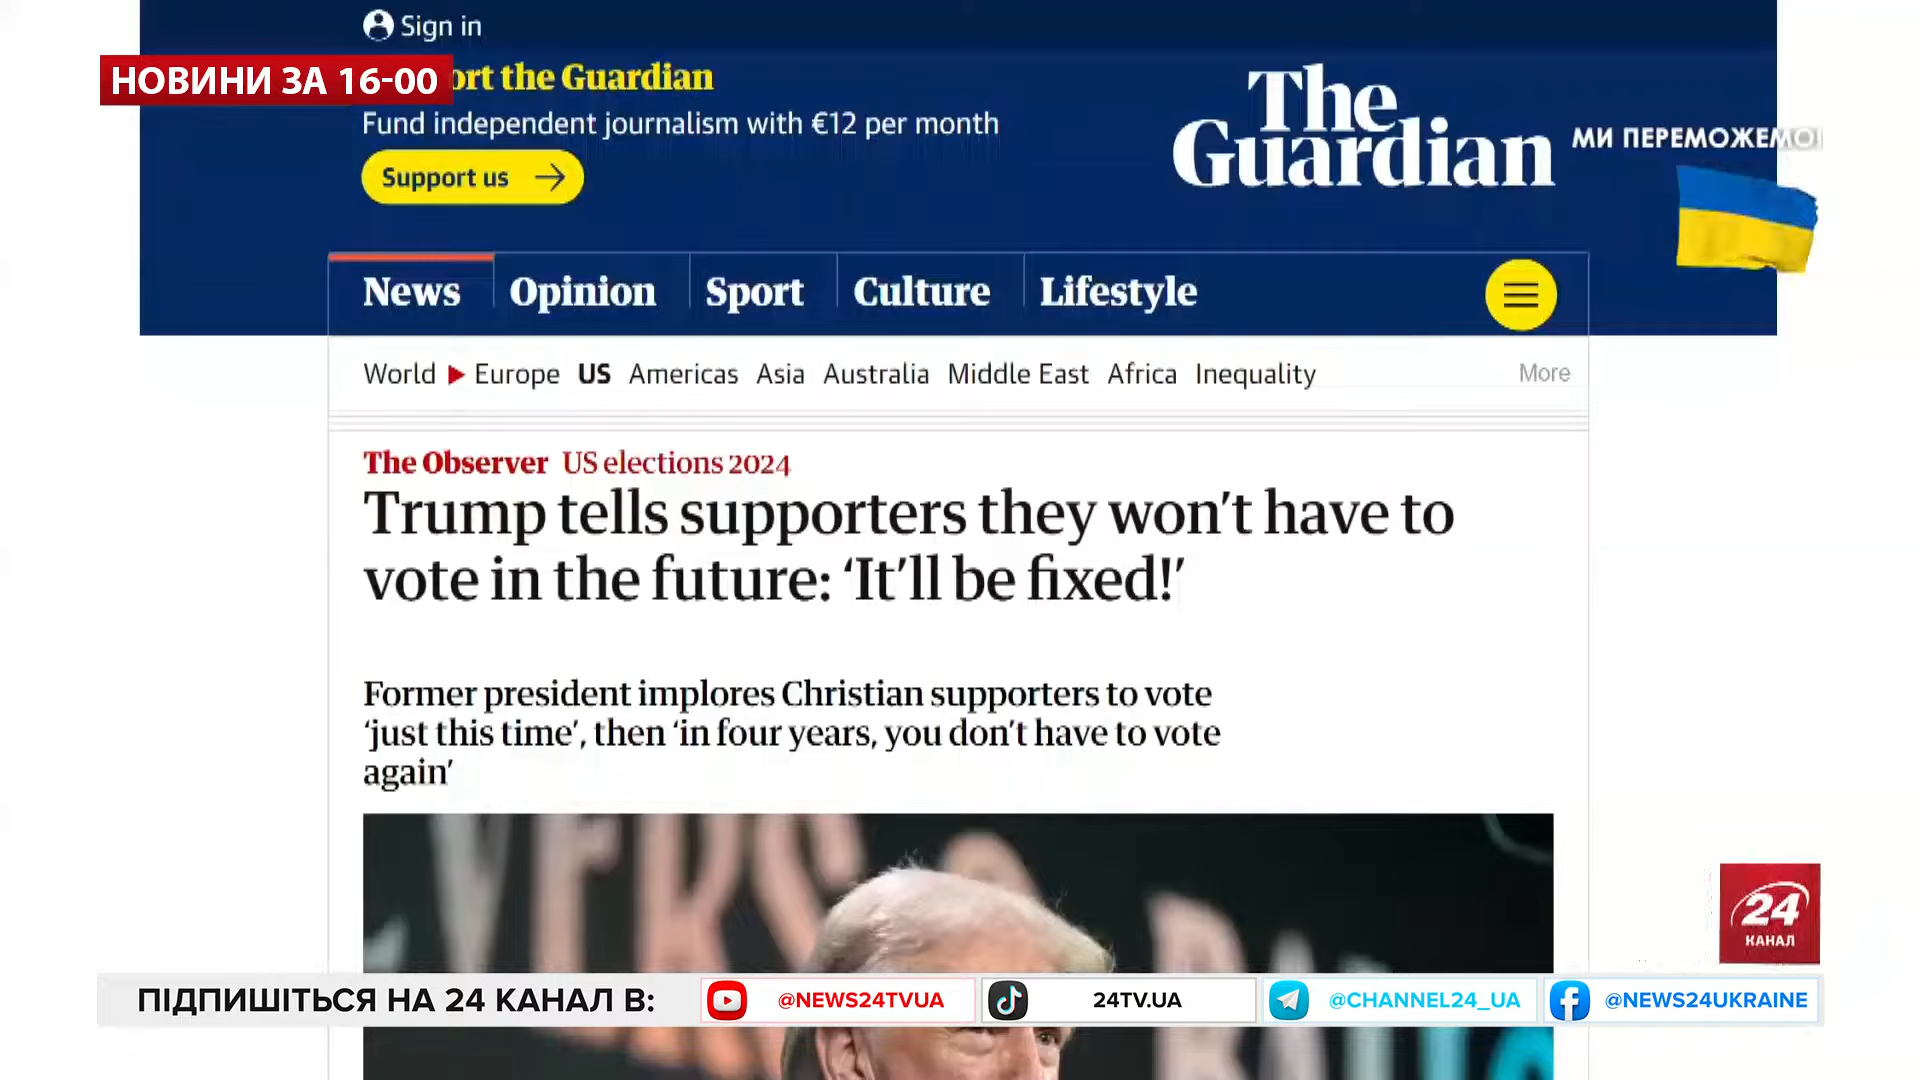 Sign in
НОВИНИ ЗА 16-00
ort the Guardian
Fund independent journalism with €12 per month
Support us
The
Guardian
МИ ПЕРЕМОЖЕМО
News Opinion Sport Culture Lifestyle
World Europe US Americas Asia Australia Middle East Africa Inequality More
The Observer US elections 2024
Trump tells supporters they won't have to
vote in the future: 'It'll be fixed!'
Former president implores Christian supporters to vote
'just this time', then 'in four years, you don't have to vote
again'
24
КАНАЛ
ПІДПИШІТЬСЯ НА 24 КАНАЛ В: @NEWS24TVUA 24TV.UA @CHANNEL24_UA @NEWS24UKRAINE